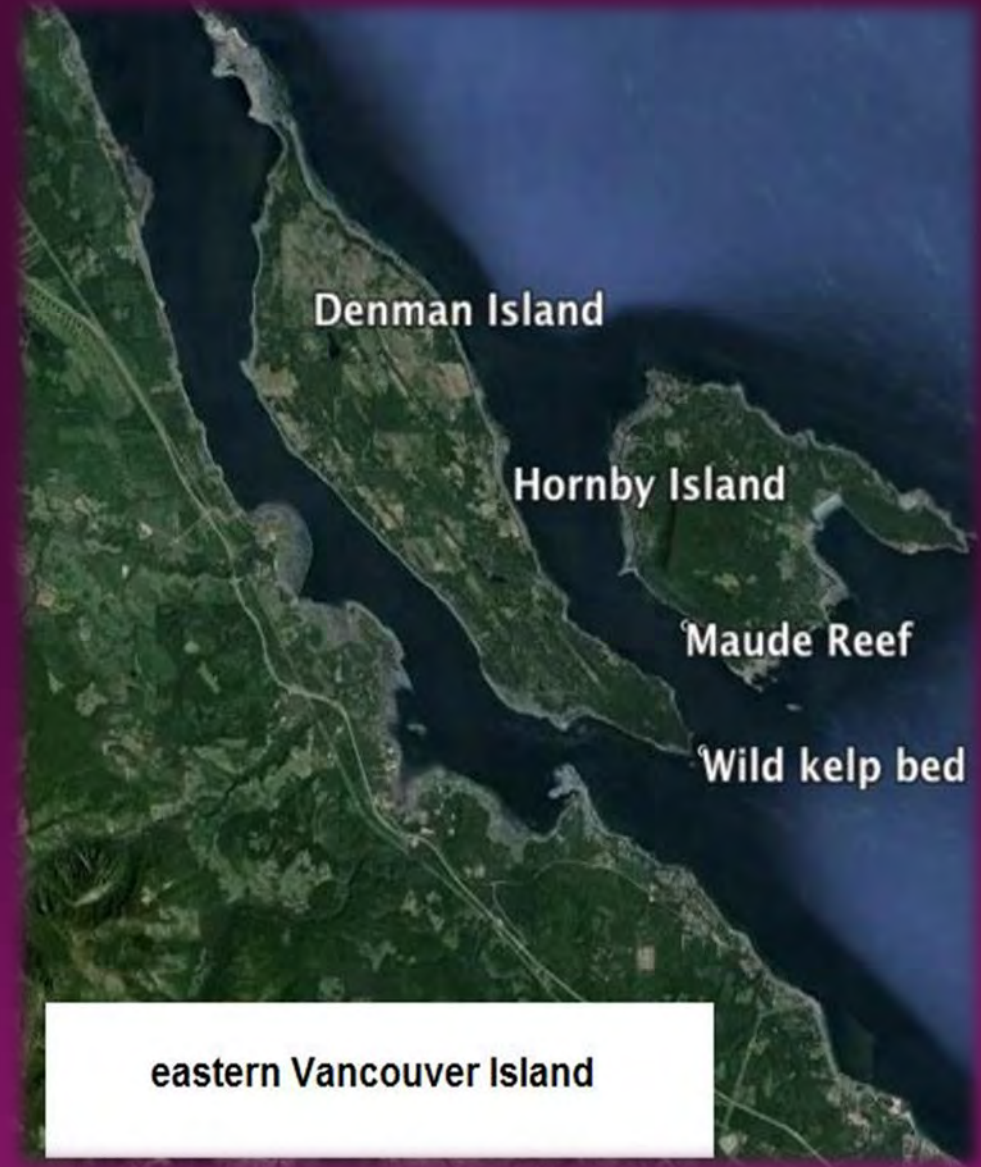 Denman Island
Hornby Island
Maude Reef
Wild kelp bed
eastern Vancouver Island